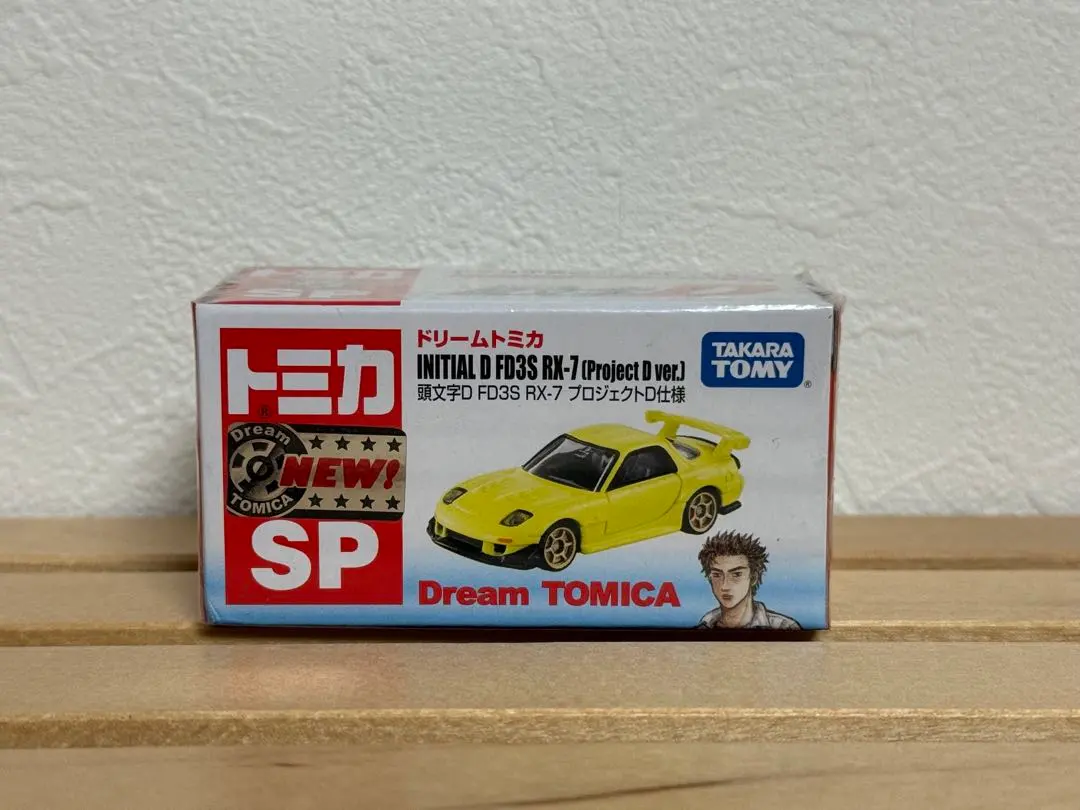 トミカ
®
Dream
NEW!
TOMICA
SP
ドリームトミカ
INITIAL D FD3S RX-7 (Project D ver.)
頭文字D FD3S RX-7 プロジェクトD仕様
TAKARA
TOMY
®
Dream TOMICA